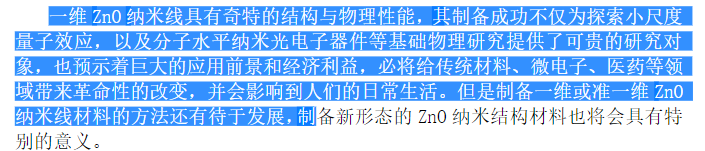 一维 ZnO 纳米线具有奇特的结构与物理性能，其制备成功不仅为探索小尺度
量子效应，以及分子水平纳米光电子器件等基础物理研究提供了可贵的研究对
象，也预示着巨大的应用前景和经济利益，必将给传统材料、微电子、医药等领
域带来革命性的改变，并会影响到人们的日常生活。但是制备一维或准一维 ZnO
纳米线材料的方法还有待于发展，制备新形态的 ZnO 纳米结构材料也将会具有特
别的意义。